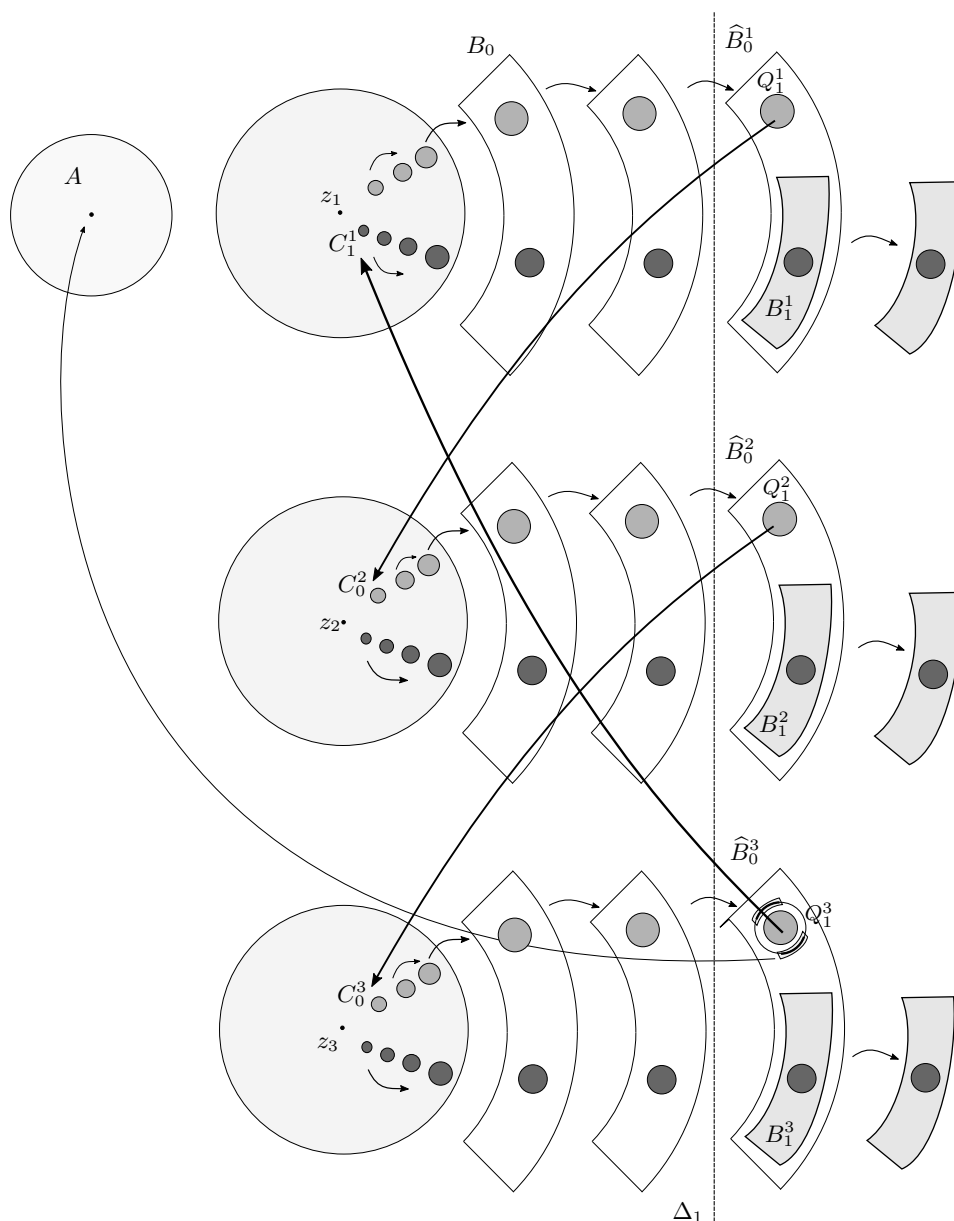 $B_0$
$\widehat{B}_0^1$
$Q_1^1$
$A$
$z_1$
$C_1^1$
$B_1^1$
$\widehat{B}_0^2$
$Q_1^2$
$C_0^2$
$z_2$
$B_1^2$
$\widehat{B}_0^3$
$Q_1^3$
$C_0^3$
$z_3$
$B_1^3$
$\Delta_1$